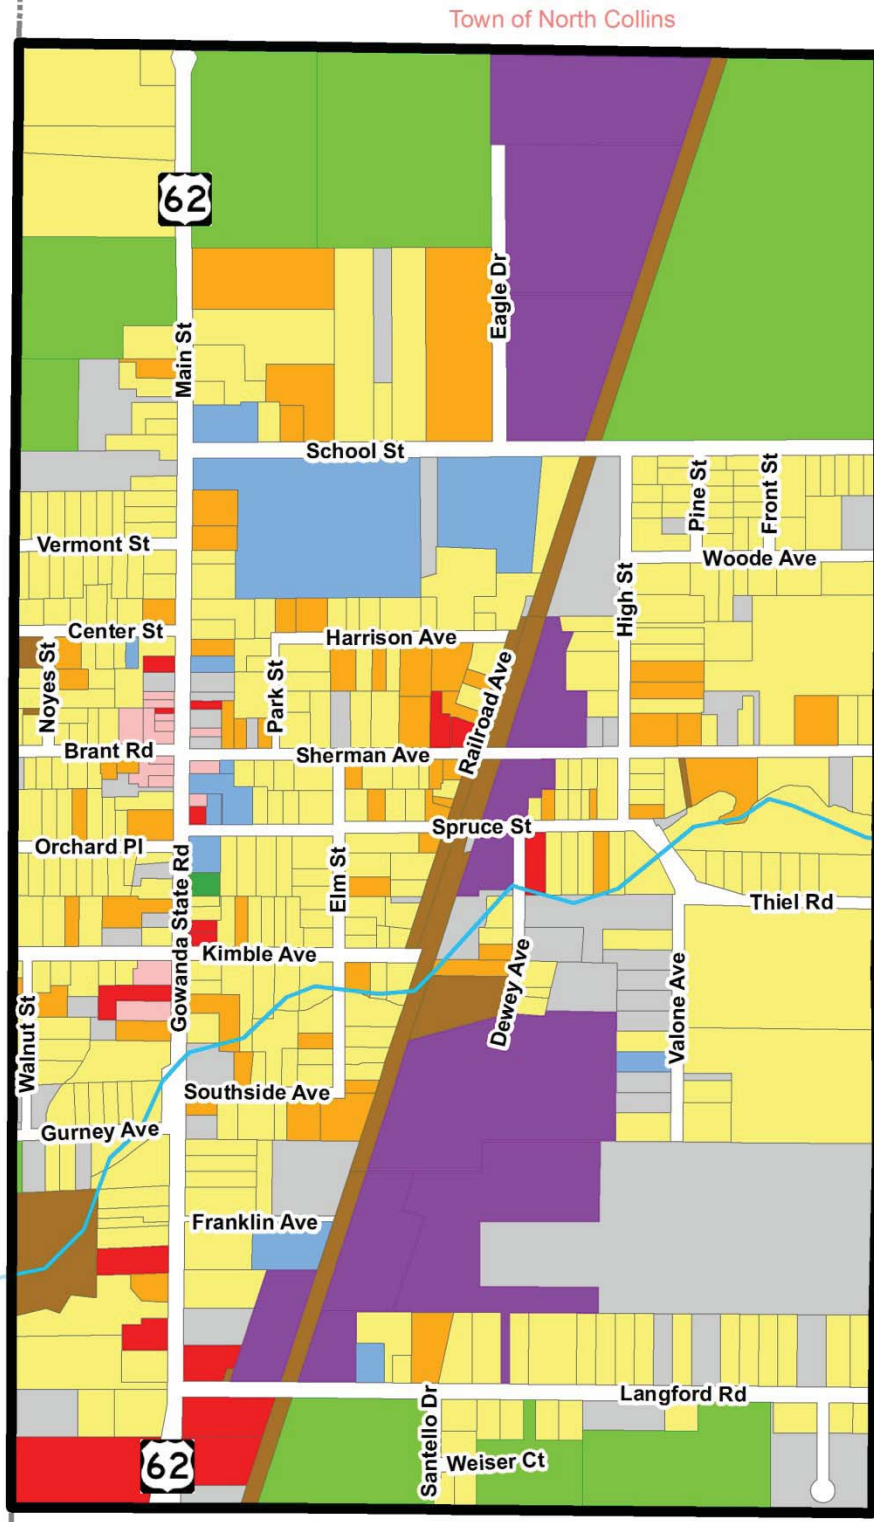 Town of North Collins
62
Eagle Dr
Main St
School St
Pine St
Front St
Vermont St
Woode Ave
High St
Center St
Harrison Ave
Noyes St
Park St
Railroad Ave
Brant Rd
Sherman Ave
Spruce St
Orchard Pl
Elm St
Gowanda State Rd
Thiel Rd
Kimble Ave
Dewey Ave
Valone Ave
Walnut St
Southside Ave
Gurney Ave
Franklin Ave
Langford Rd
Santello Dr
Weiser Ct
62